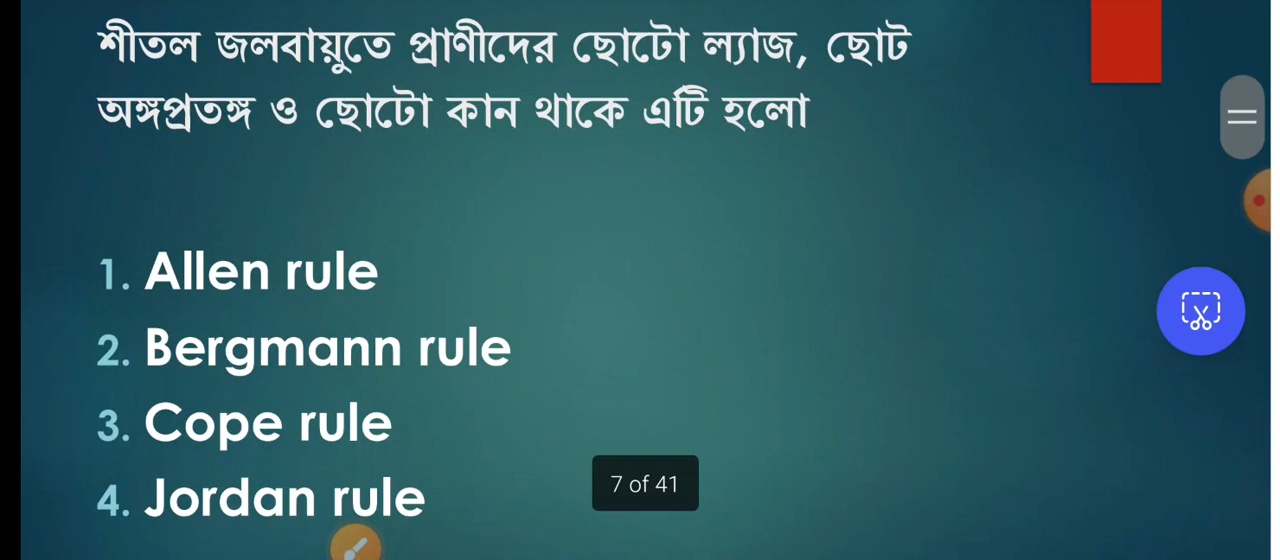 শীতল জলবায়ুতে প্রাণীদের ছোটো ল্যাজ, ছোট
অঙ্গপ্রতঙ্গ ও ছোটো কান থাকে এটি হলো
1. Allen rule
2. Bergmann rule
3. Cope rule
4. Jordan rule
7 of 41